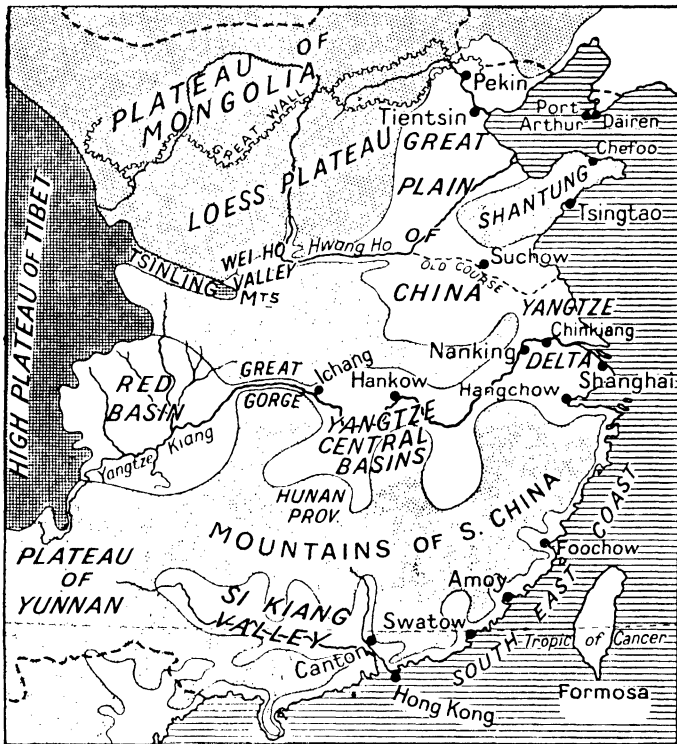 PLATEAU OF
MONGOLIA
GREAT WALL
Pekin
Tientsin
Port
Arthur
Dairen
Chefoo
LOESS PLATEAU
GREAT
PLAIN
OF
CHINA
SHANTUNG
Tsingtao
HIGH PLATEAU OF TIBET
TSINLING
MTS
WEI-HO
VALLEY
Hwang Ho
Suchow
OLD COURSE
YANGTZE
DELTA
Chinkiang
Nanking
Shanghai
Hangchow
RED
BASIN
GREAT
GORGE
Ichang
Hankow
Yangtze Kiang
YANGTZE
CENTRAL
BASINS
HUNAN
PROV.
MOUNTAINS OF S. CHINA
PLATEAU
OF
YUNNAN
SI KIANG
VALLEY
Foochow
Amoy
Swatow
Canton
Hong Kong
SOUTH EAST COAST
Tropic of Cancer
Formosa